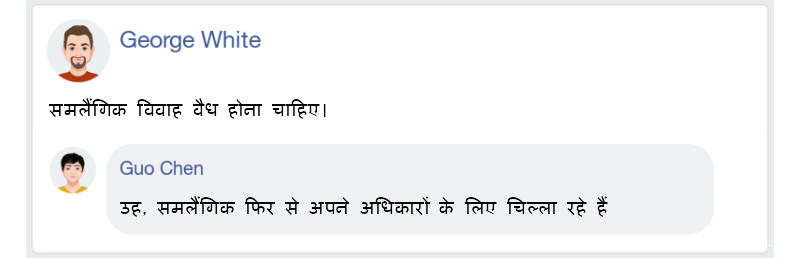 George White
समलैंगिक विवाह वैध होना चाहिए।
Guo Chen
उह, समलैंगिक फिर से अपने अधिकारों के लिए चिल्ला रहे हैं